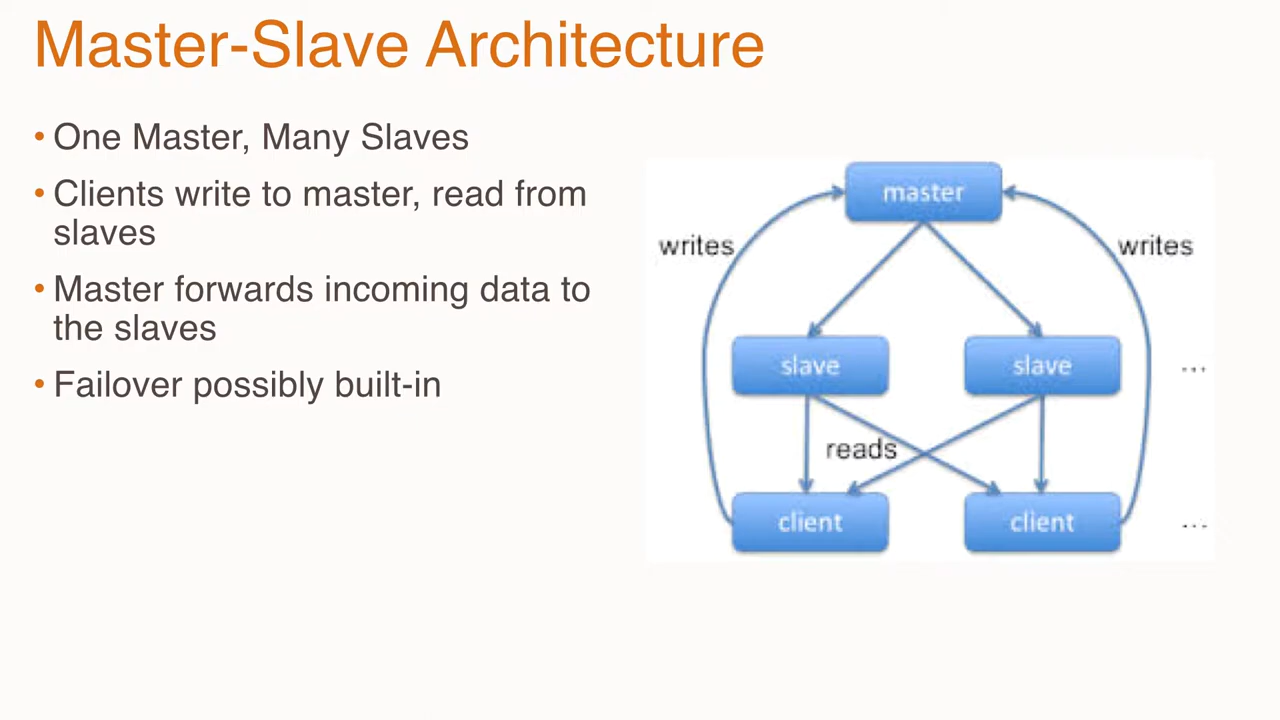 Master-Slave Architecture
• One Master, Many Slaves
• Clients write to master, read from
slaves
• Master forwards incoming data to
the slaves
• Failover possibly built-in
master
writes
writes
slave
slave
...
reads
client
client
...